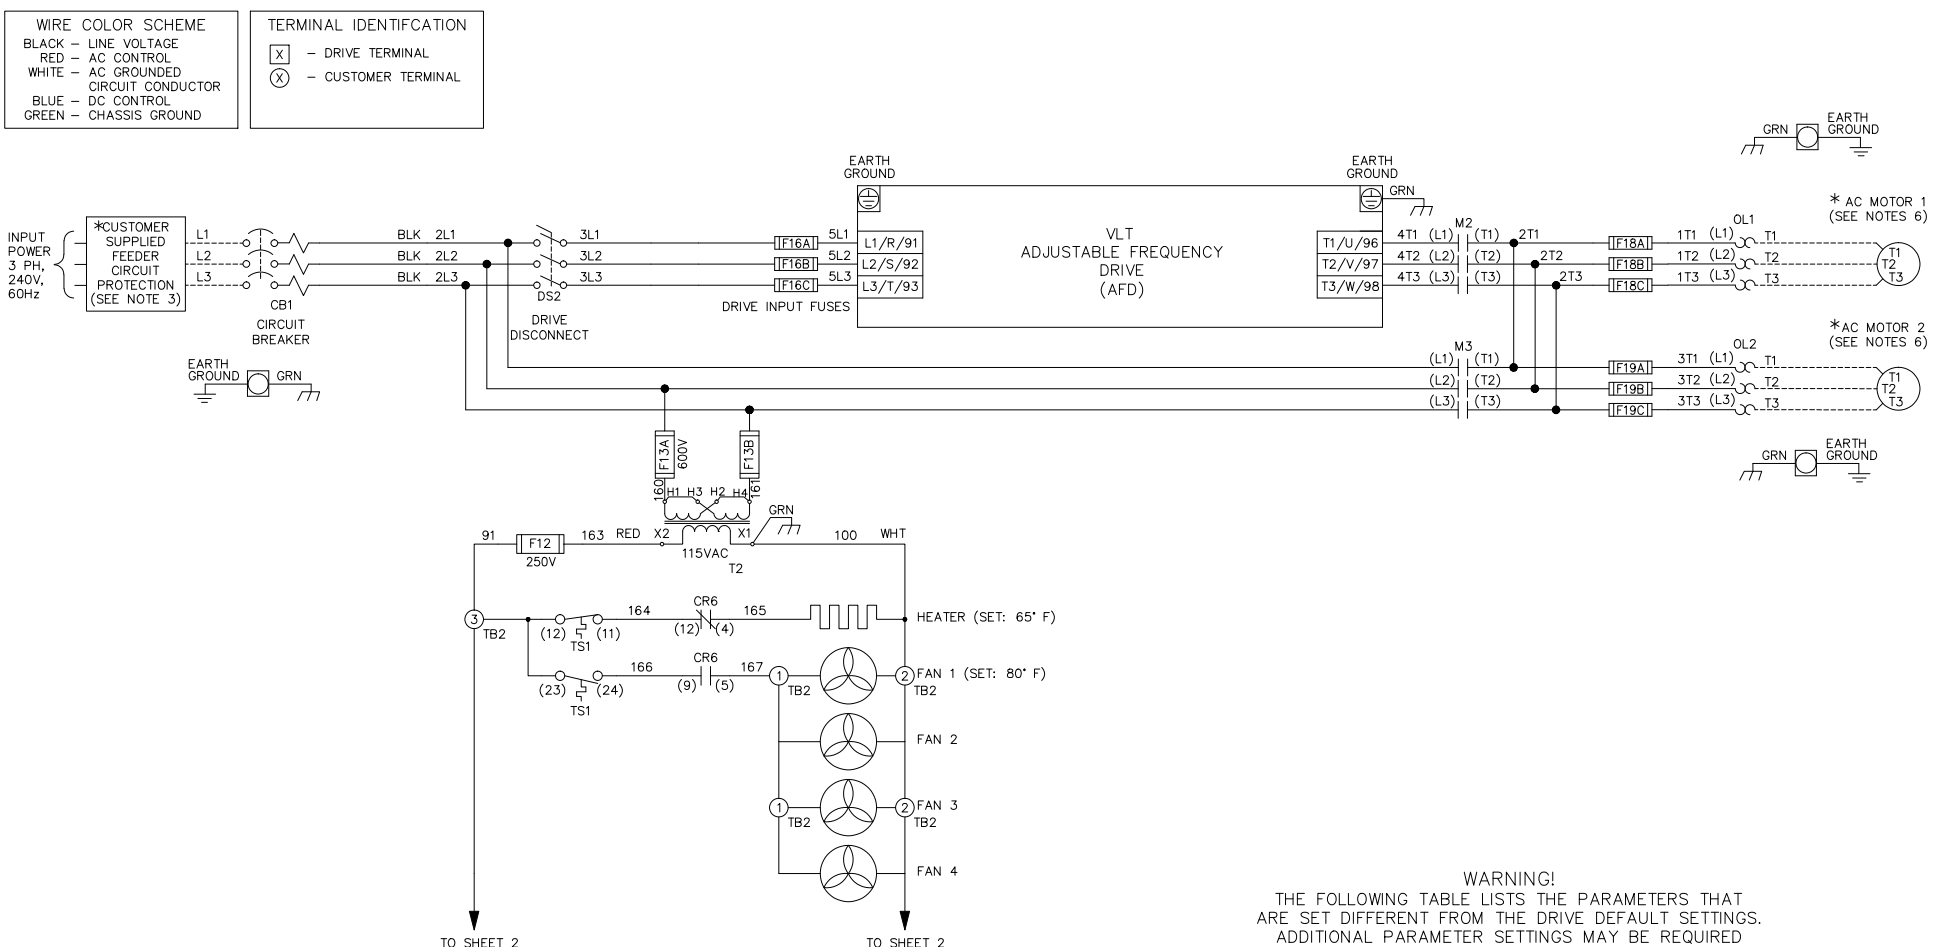 WIRE COLOR SCHEME
BLACK – LINE VOLTAGE
RED – AC CONTROL
WHITE – AC GROUNDED
CIRCUIT CONDUCTOR
BLUE – DC CONTROL
GREEN – CHASSIS GROUND
TERMINAL IDENTIFCATION
X – DRIVE TERMINAL
X – CUSTOMER TERMINAL
INPUT
POWER
3 PH,
240V,
60Hz
*CUSTOMER
SUPPLIED
FEEDER
CIRCUIT
PROTECTION
(SEE NOTE 3)
L1
L2
L3
CB1
CIRCUIT
BREAKER
EARTH
GROUND
GRN
BLK 2L1
BLK 2L2
BLK 2L3
DS2
DRIVE
DISCONNECT
3L1
3L2
3L3
F16A
F16B
F16C
DRIVE INPUT FUSES
5L1
5L2
5L3
EARTH
GROUND
L1/R/91
L2/S/92
L3/T/93
VLT
ADJUSTABLE FREQUENCY
DRIVE
(AFD)
EARTH
GROUND
GRN
T1/U/96
T2/V/97
T3/W/98
4T1 (L1)
4T2 (L2)
4T3 (L3)
M2
(T1)
(T2)
(T3)
2T1
2T2
2T3
F18A
F18B
F18C
1T1 (L1)
1T2 (L2)
1T3 (L3)
OL1
T1
T2
T3
GRN
EARTH
GROUND
* AC MOTOR 1
(SEE NOTES 6)
T1
T2
T3
M3
(L1) (T1)
(L2) (T2)
(L3) (T3)
F19A
F19B
F19C
3T1 (L1)
3T2 (L2)
3T3 (L3)
OL2
T1
T2
T3
*AC MOTOR 2
(SEE NOTES 6)
T1
T2
T3
GRN
EARTH
GROUND
F13A
600V
F13B
160
161
H1 H3 H2 H4
GRN
91
F12
250V
163 RED X2
X1
115VAC
T2
100 WHT
3
TB2
(12) (11)
TS1
164
CR6
(12) (4)
165
HEATER (SET: 65° F)
(23) (24)
TS1
166
CR6
(9) (5)
167
1
TB2
2
TB2
FAN 1 (SET: 80° F)
FAN 2
1
TB2
2
TB2
FAN 3
FAN 4
TO SHEET 2
TO SHEET 2
WARNING!
THE FOLLOWING TABLE LISTS THE PARAMETERS THAT
ARE SET DIFFERENT FROM THE DRIVE DEFAULT SETTINGS.
ADDITIONAL PARAMETER SETTINGS MAY BE REQUIRED